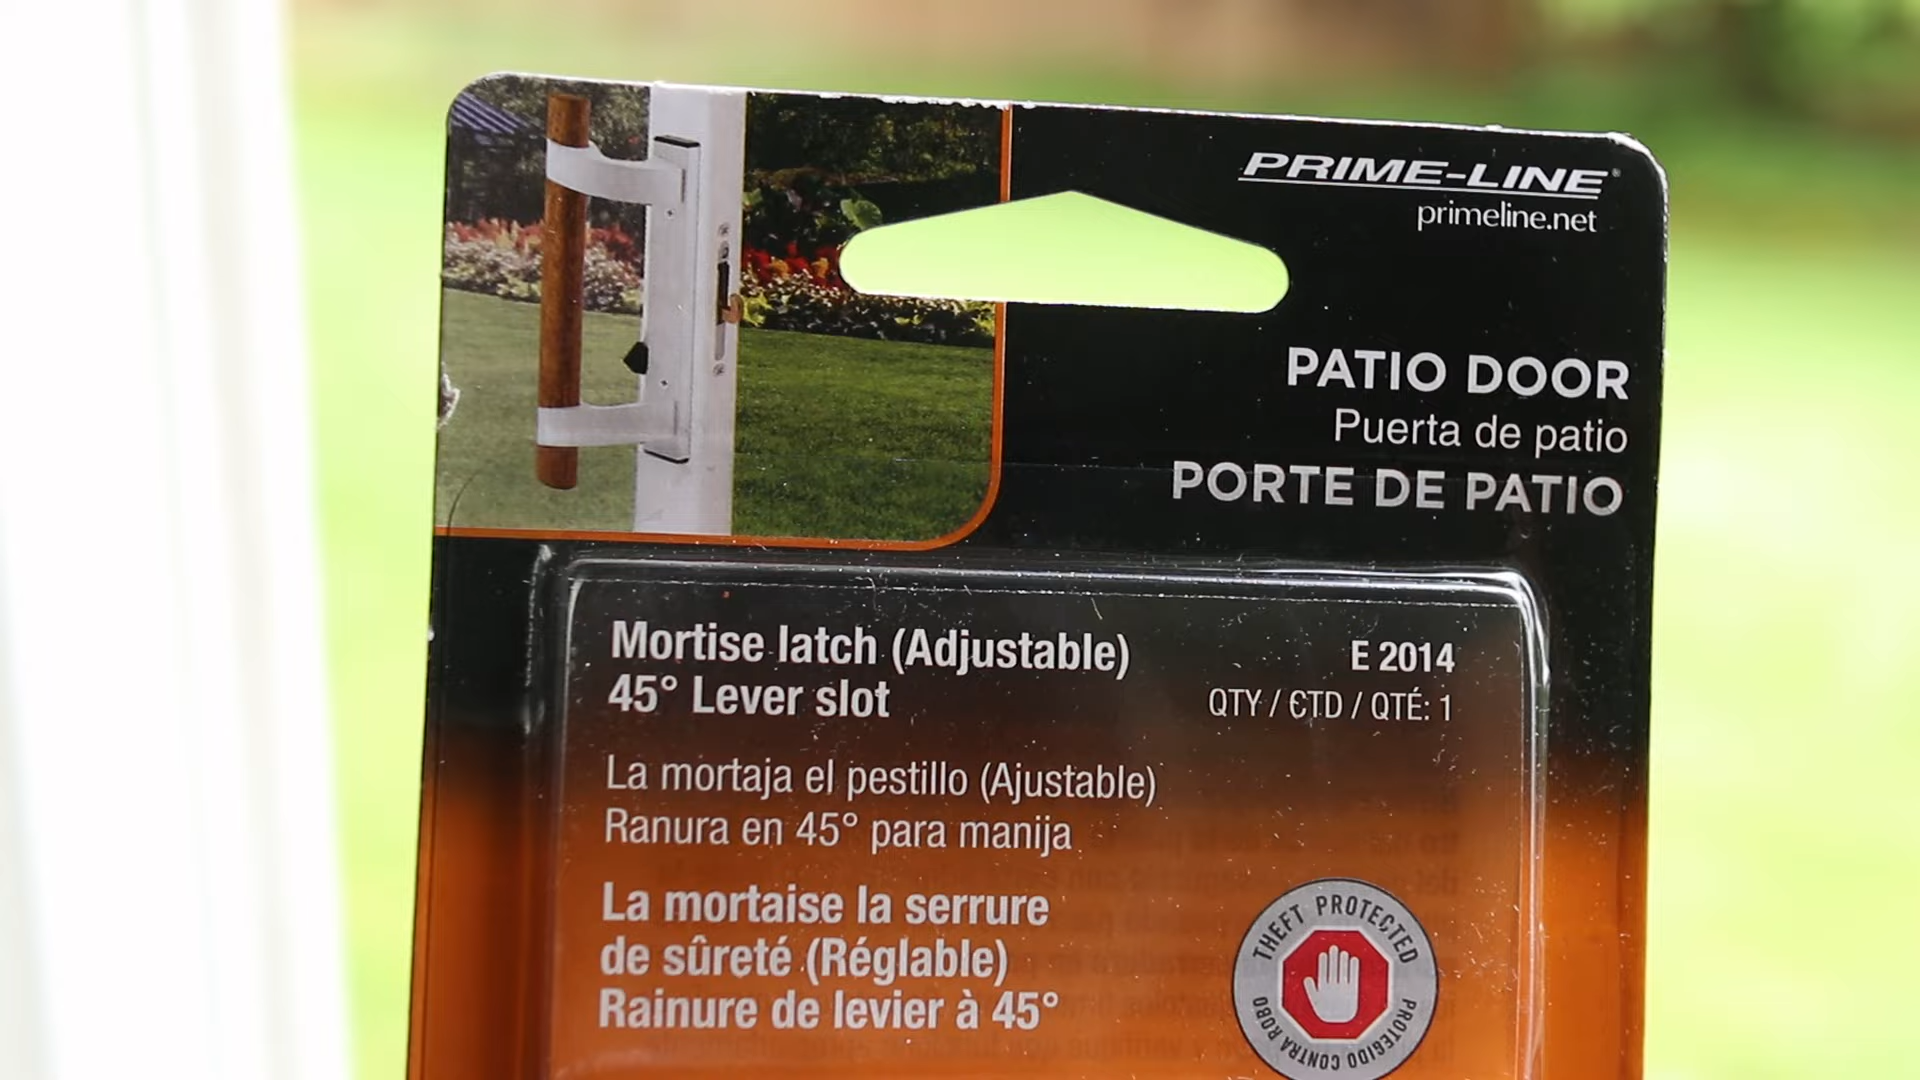 PRIME-LINE®
primeline.net
PATIO DOOR
Puerta de patio
PORTE DE PATIO
Mortise latch (Adjustable)
45° Lever slot
E 2014
QTY / CTD / QTÉ: 1
La mortaja el pestillo (Ajustable)
Ranura en 45° para manija
La mortaise la serrure
de sûreté (Réglable)
Rainure de levier à 45°
THEFT PROTECTED
PROTEGIDO CONTRA ROBO